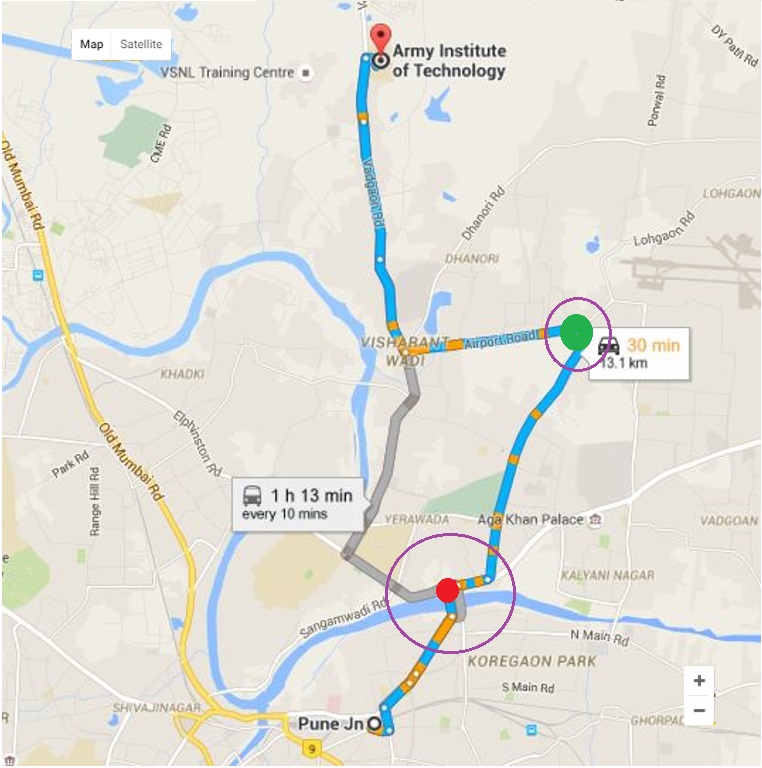 Map
Satellite
Army Institute
of Technology
VSNL Training Centre
DY Patil Rd
Porwal Rd
CME Rd
Old Mumbai Rd
Vadgaon Rd
LOHGAON
Dhanori Rd
Lohgaon Rd
DHANORI
VISHARANT
WADI
Airport Road
30 min
13.1 km
KHADKI
Elphinston Rd
Old Mumbai Rd
Park Rd
Range Hill Rd
1 h 13 min
every 10 mins
YERAWADA
Aga Khan Palace
VADGAON
KALYANI NAGAR
Sangamwadi Rd
N Main Rd
KOREGAON PARK
S Main Rd
+
−
SHIVAJINAGAR
Pune Jn
GHORPAD
9